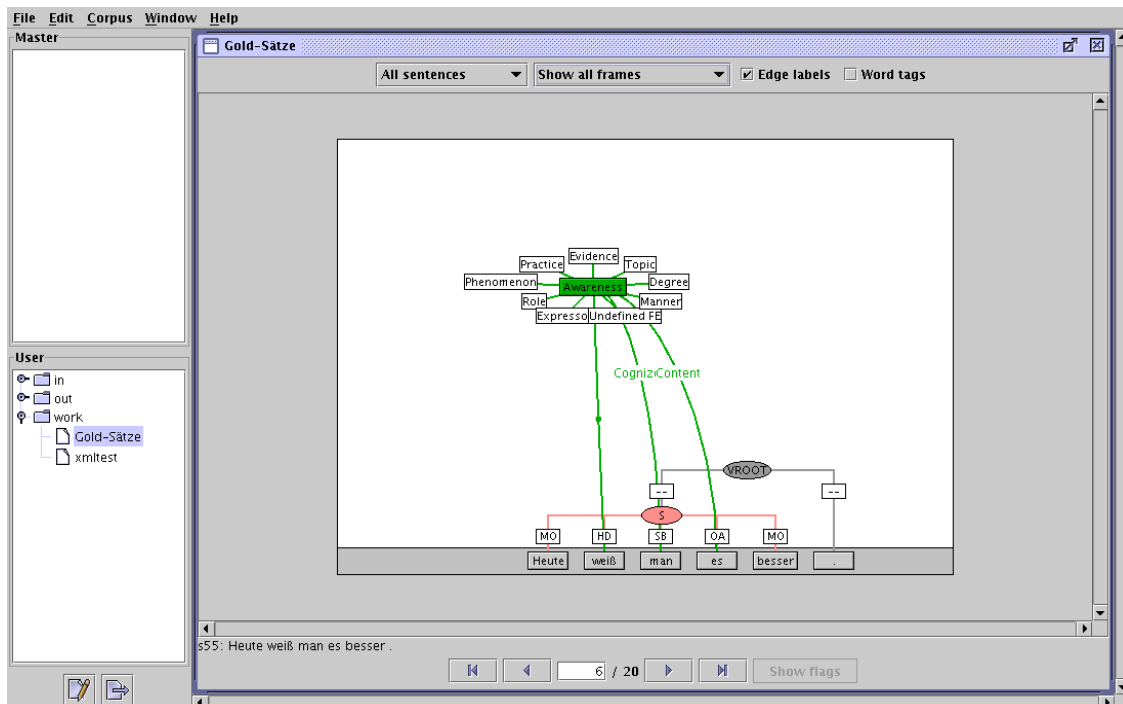 File Edit Corpus Window Help
Master
User
in
out
work
Gold-Sätze
xmltest
Gold-Sätze
All sentences Show all frames Edge labels Word tags
Evidence
Practice Topic
Phenomenon Awareness Degree
Role Manner
Expresso Undefined FE
Cogniz Content
VROOT
-- --
S
MO HD SB OA MO
Heute weiß man es besser .
s55: Heute weiß man es besser .
6 / 20 Show flags